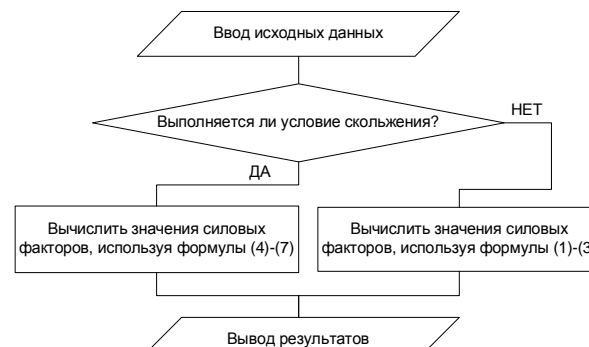 Ввод исходных данных
Выполняется ли условие скольжения?
НЕТ
ДА
Вычислить значения силовых
факторов, используя формулы (4)-(7)
Вычислить значения силовых
факторов, используя формулы (1)-(3
Вывод результатов